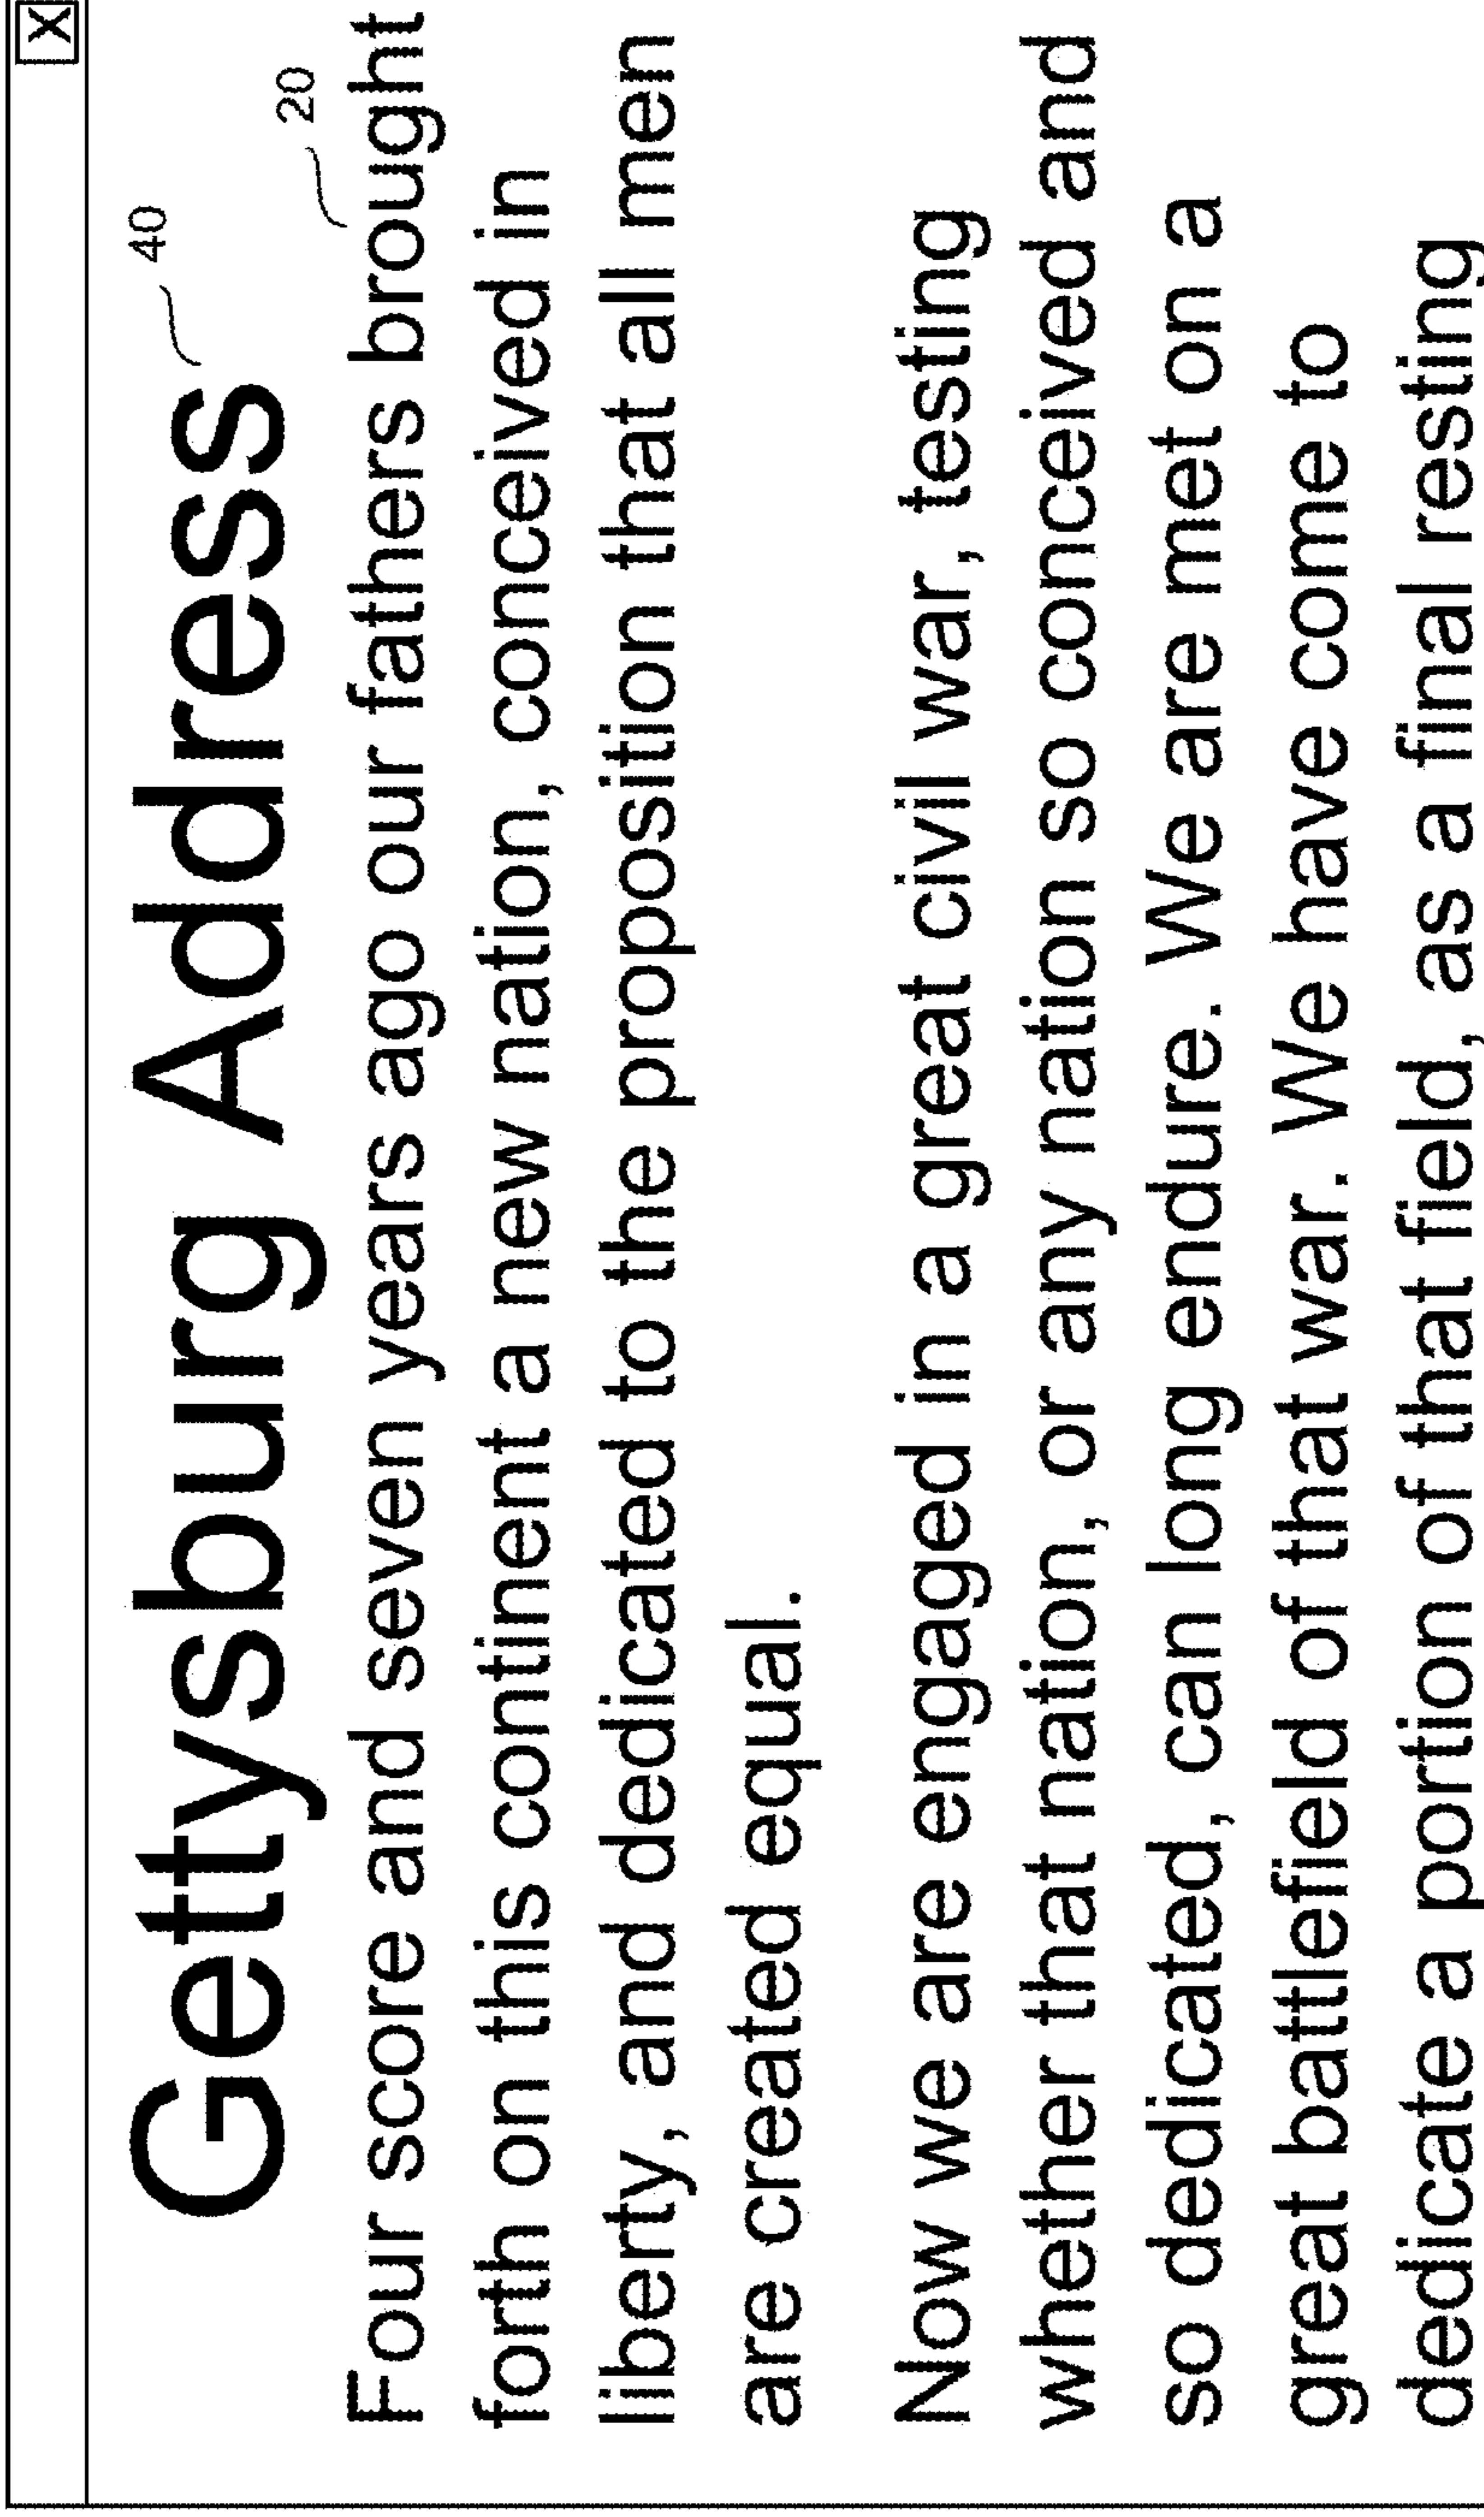 X
40
Gettysburg Address
20
Four score and seven years ago our fathers brought
forth on this continent a new nation, conceived in
liberty, and dedicated to the proposition that all men
are created equal.
Now we are engaged in a great civil war, testing
whether that nation, or any nation so conceived and
so dedicated, can long endure. We are met on a
great battlefield of that war. We have come to
dedicate a portion of that field, as a final resting